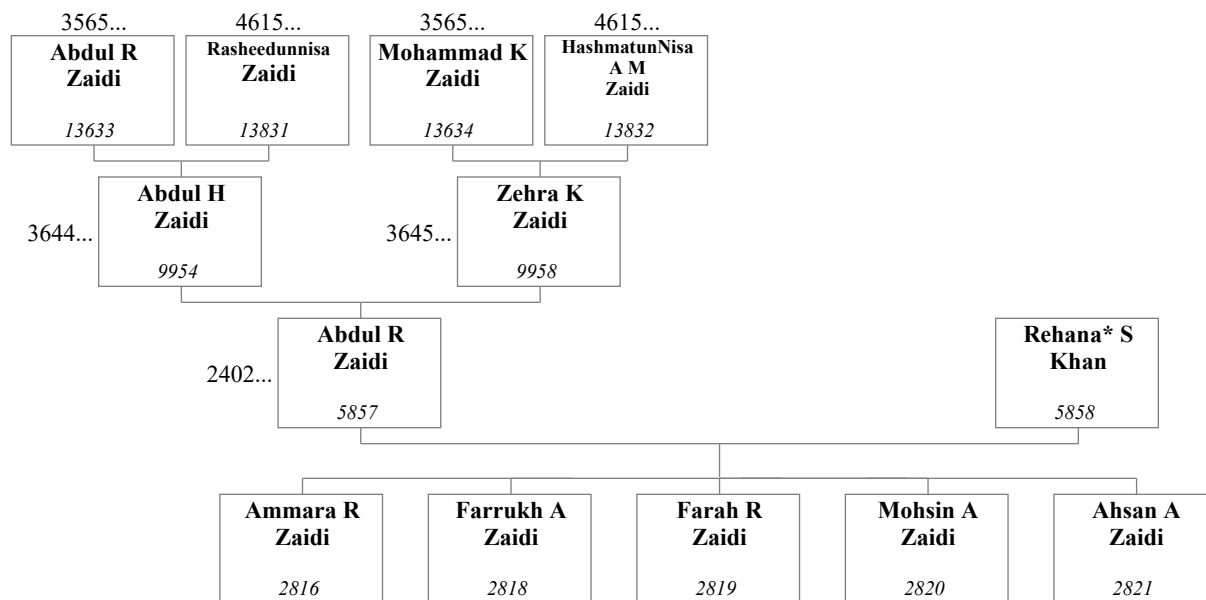 3565... 4615... 3565... 4615...
Abdul R
Zaidi
13633
Rasheedunnisa
Zaidi
13831
Mohammad K
Zaidi
13634
HashmatunNisa
A M
Zaidi
13832
3644...
Abdul H
Zaidi
9954
3645...
Zehra K
Zaidi
9958
2402...
Abdul R
Zaidi
5857
Rehana* S
Khan
5858
Ammara R
Zaidi
2816
Farrukh A
Zaidi
2818
Farah R
Zaidi
2819
Mohsin A
Zaidi
2820
Ahsan A
Zaidi
2821